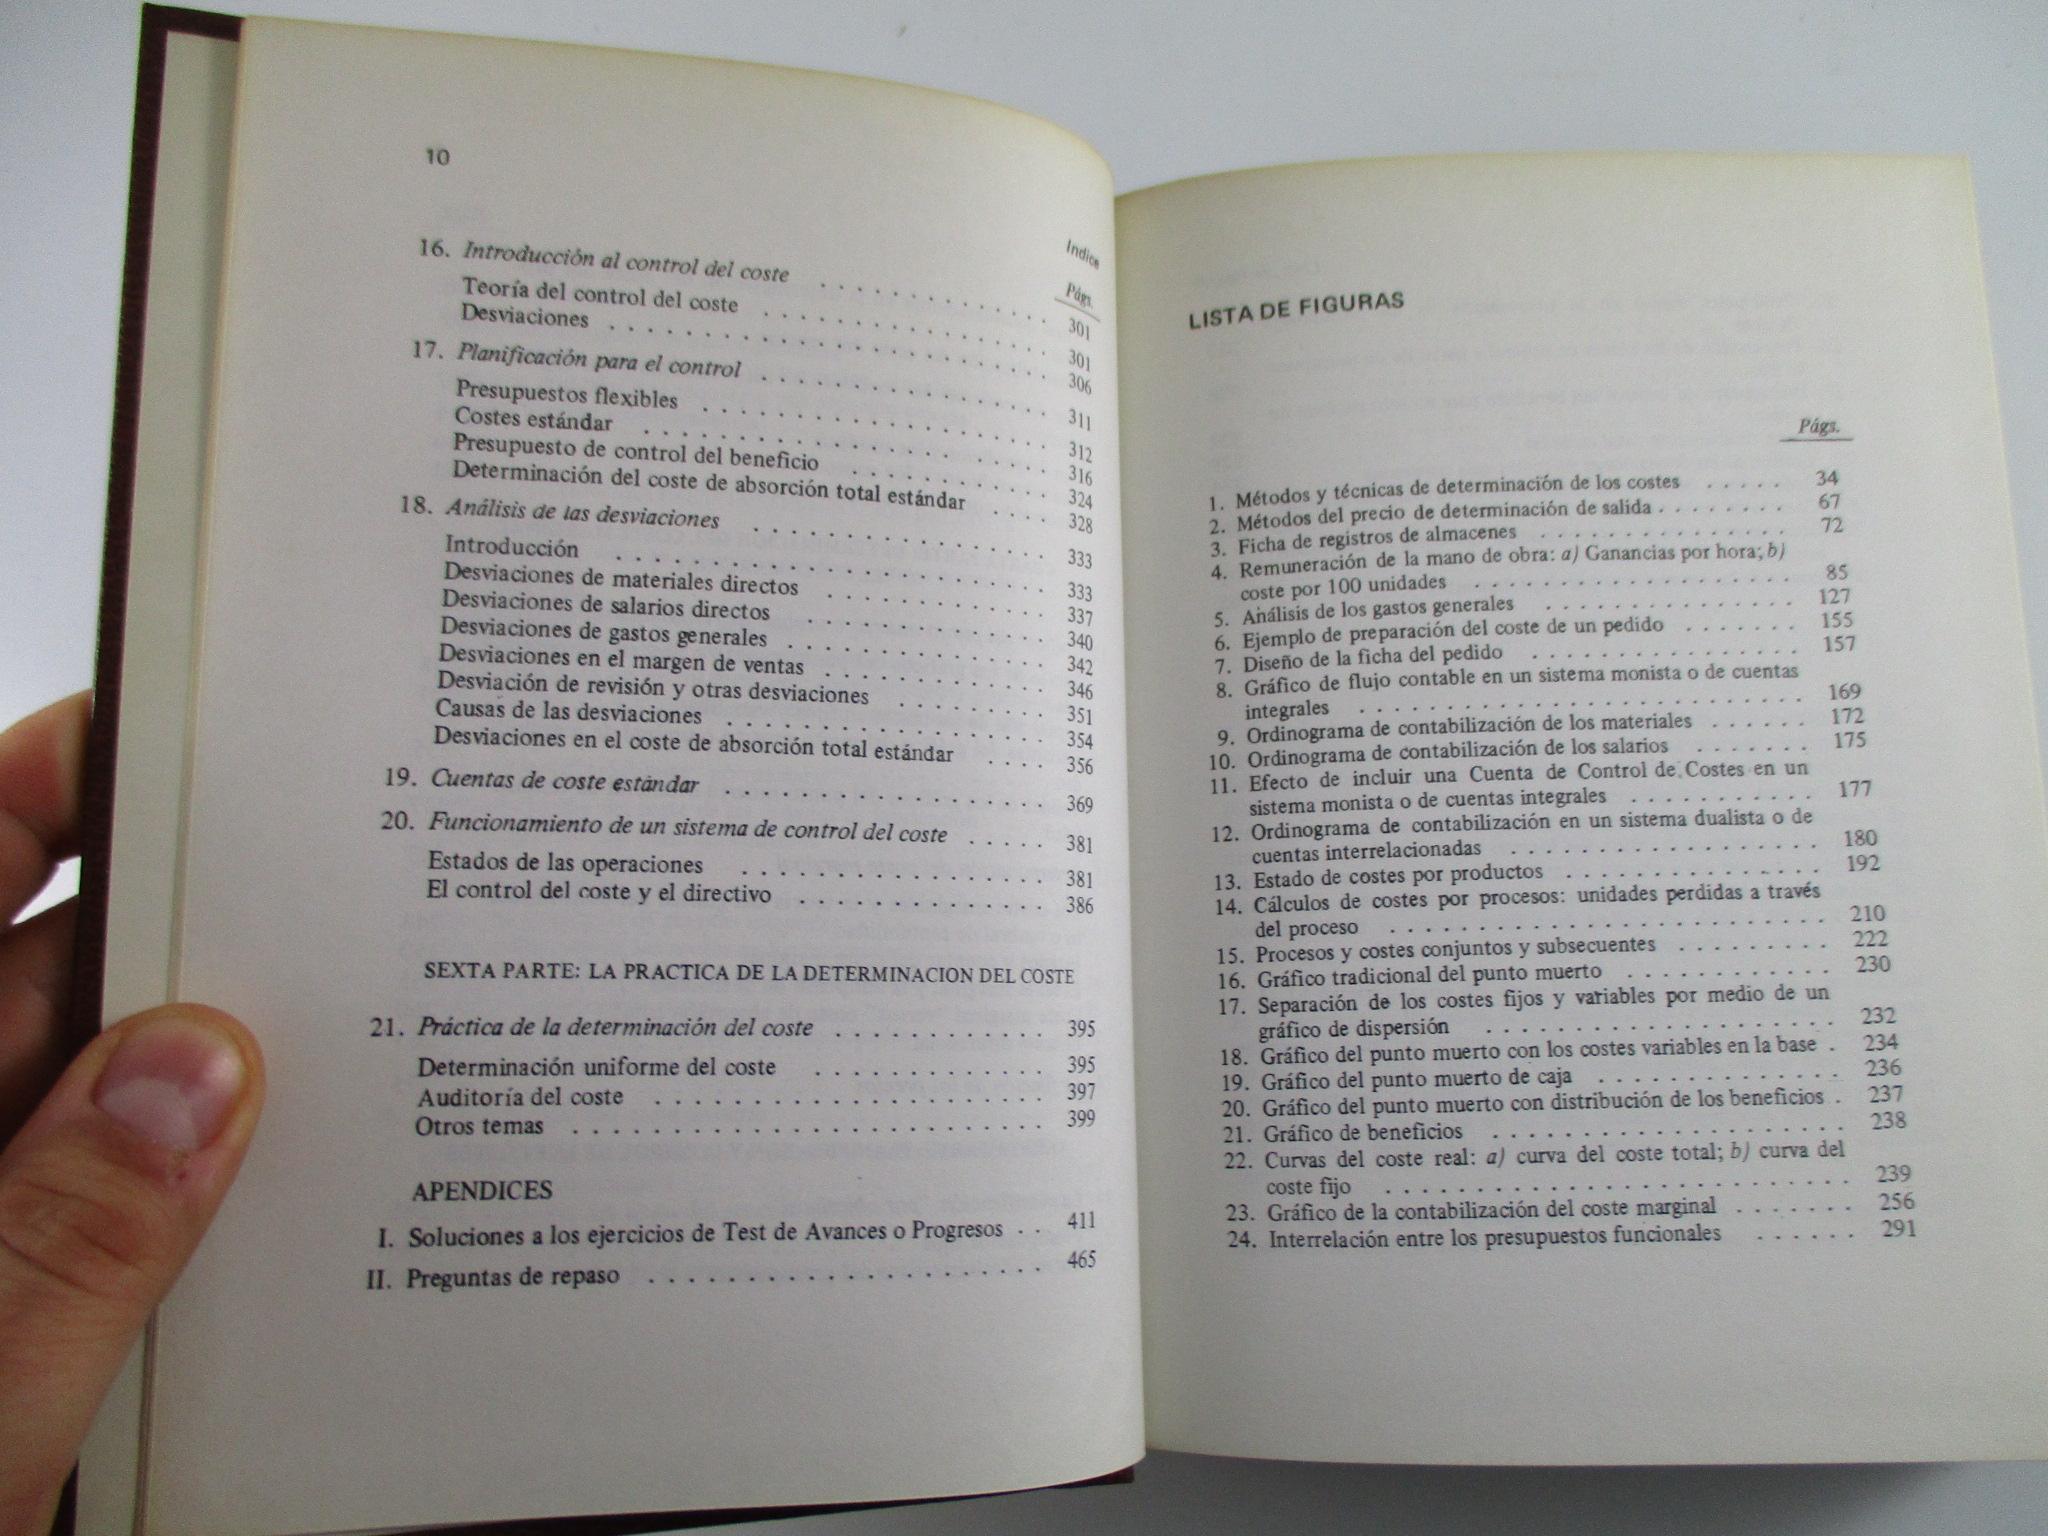 10
Indice
Págs.
16. Introducción al control del coste . . . . . . . . . . . . . 301
Teoría del control del coste . . . . . . . . . . . . . . . 301
Desviaciones . . . . . . . . . . . . . . . . . . . . . . . 306
17. Planificación para el control . . . . . . . . . . . . . . . 311
Presupuestos flexibles . . . . . . . . . . . . . . . . . . 312
Costes estándar . . . . . . . . . . . . . . . . . . . . 316
Presupuesto de control del beneficio . . . . . . . . . . . 324
Determinación del coste de absorción total estándar . . . . 328
18. Análisis de las desviaciones . . . . . . . . . . . . . . . . 333
Introducción . . . . . . . . . . . . . . . . . . . . . . . 333
Desviaciones de materiales directos . . . . . . . . . . . . 337
Desviaciones de salarios directos . . . . . . . . . . . . . 340
Desviaciones de gastos generales . . . . . . . . . . . . . . 342
Desviaciones en el margen de ventas . . . . . . . . . . . . 346
Desviación de revisión y otras desviaciones . . . . . . . . 351
Causas de las desviaciones . . . . . . . . . . . . . . . . . 354
Desviaciones en el coste de absorción total estándar . . . . 356
19. Cuentas de coste estándar . . . . . . . . . . . . . . . . . 369
20. Funcionamiento de un sistema de control del coste . . . . . 381
Estados de las operaciones . . . . . . . . . . . . . . . . . 381
El control del coste y el directivo . . . . . . . . . . . . . 386
SEXTA PARTE: LA PRACTICA DE LA DETERMINACION DEL COSTE
21. Práctica de la determinación del coste . . . . . . . . . . . 395
Determinación uniforme del coste . . . . . . . . . . . . . 395
Auditoría del coste . . . . . . . . . . . . . . . . . . . . . 397
Otros temas . . . . . . . . . . . . . . . . . . . . . . . . . 399
APENDICES
I. Soluciones a los ejercicios de Test de Avances o Progresos . . 411
II. Preguntas de repaso . . . . . . . . . . . . . . . . . . . . 465
LISTA DE FIGURAS
Págs.
1. Métodos y técnicas de determinación de los costes . . . . . 34
2. Métodos del precio de determinación de salida . . . . . . . . 67
3. Ficha de registros de almacenes . . . . . . . . . . . . . . 72
4. Remuneración de la mano de obra: a) Ganancias por hora; b)
coste por 100 unidades . . . . . . . . . . . . . . . . . . 85
5. Análisis de los gastos generales . . . . . . . . . . . . . . 127
6. Ejemplo de preparación del coste de un pedido . . . . . . . 155
7. Diseño de la ficha del pedido . . . . . . . . . . . . . . . 157
8. Gráfico de flujo contable en un sistema monista o de cuentas
integrales . . . . . . . . . . . . . . . . . . . . . . . . . 169
9. Ordinograma de contabilización de los materiales . . . . . . 172
10. Ordinograma de contabilización de los salarios . . . . . . . 175
11. Efecto de incluir una Cuenta de Control de Costes en un
sistema monista o de cuentas integrales . . . . . . . . . . 177
12. Ordinograma de contabilización en un sistema dualista o de
cuentas interrelacionadas . . . . . . . . . . . . . . . . . 180
13. Estado de costes por productos . . . . . . . . . . . . . . . 192
14. Cálculos de costes por procesos: unidades perdidas a través
del proceso . . . . . . . . . . . . . . . . . . . . . . . . 210
15. Procesos y costes conjuntos y subsecuentes . . . . . . . . . 222
16. Gráfico tradicional del punto muerto . . . . . . . . . . . . 230
17. Separación de los costes fijos y variables por medio de un
gráfico de dispersión . . . . . . . . . . . . . . . . . . . 232
18. Gráfico del punto muerto con los costes variables en la base . 234
19. Gráfico del punto muerto de caja . . . . . . . . . . . . . . 236
20. Gráfico del punto muerto con distribución de los beneficios . 237
21. Gráfico de beneficios . . . . . . . . . . . . . . . . . . . . 238
22. Curvas del coste real: a) curva del coste total; b) curva del
coste fijo . . . . . . . . . . . . . . . . . . . . . . . . . 239
23. Gráfico de la contabilización del coste marginal . . . . . . . 256
24. Interrelación entre los presupuestos funcionales . . . . . . 291